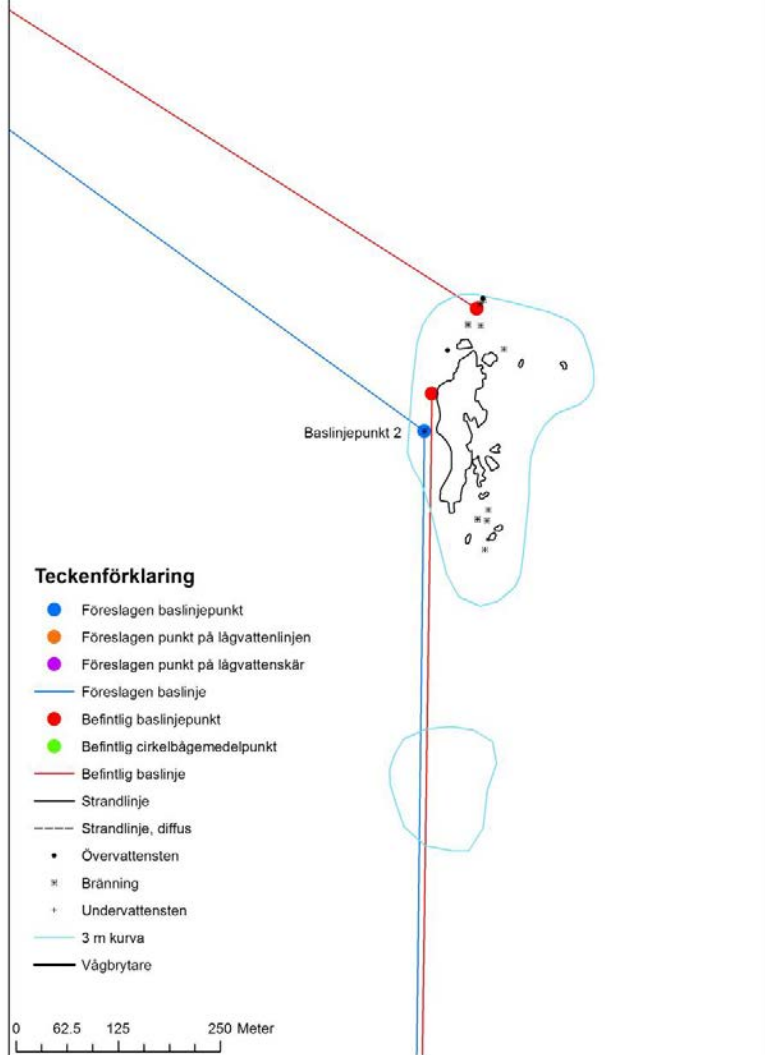 Baslinjepunkt 2
Teckenförklaring
Föreslagen baslinjepunkt
Föreslagen punkt på lågvattenlinjen
Föreslagen punkt på lågvattenskär
Föreslagen baslinje
Befintlig baslinjepunkt
Befintlig cirkelbågemedelpunkt
Befintlig baslinje
Strandlinje
Strandlinje, diffus
Övervattensten
Bränning
Undervattensten
3 m kurva
Vågbrytare
0 62.5 125 250 Meter